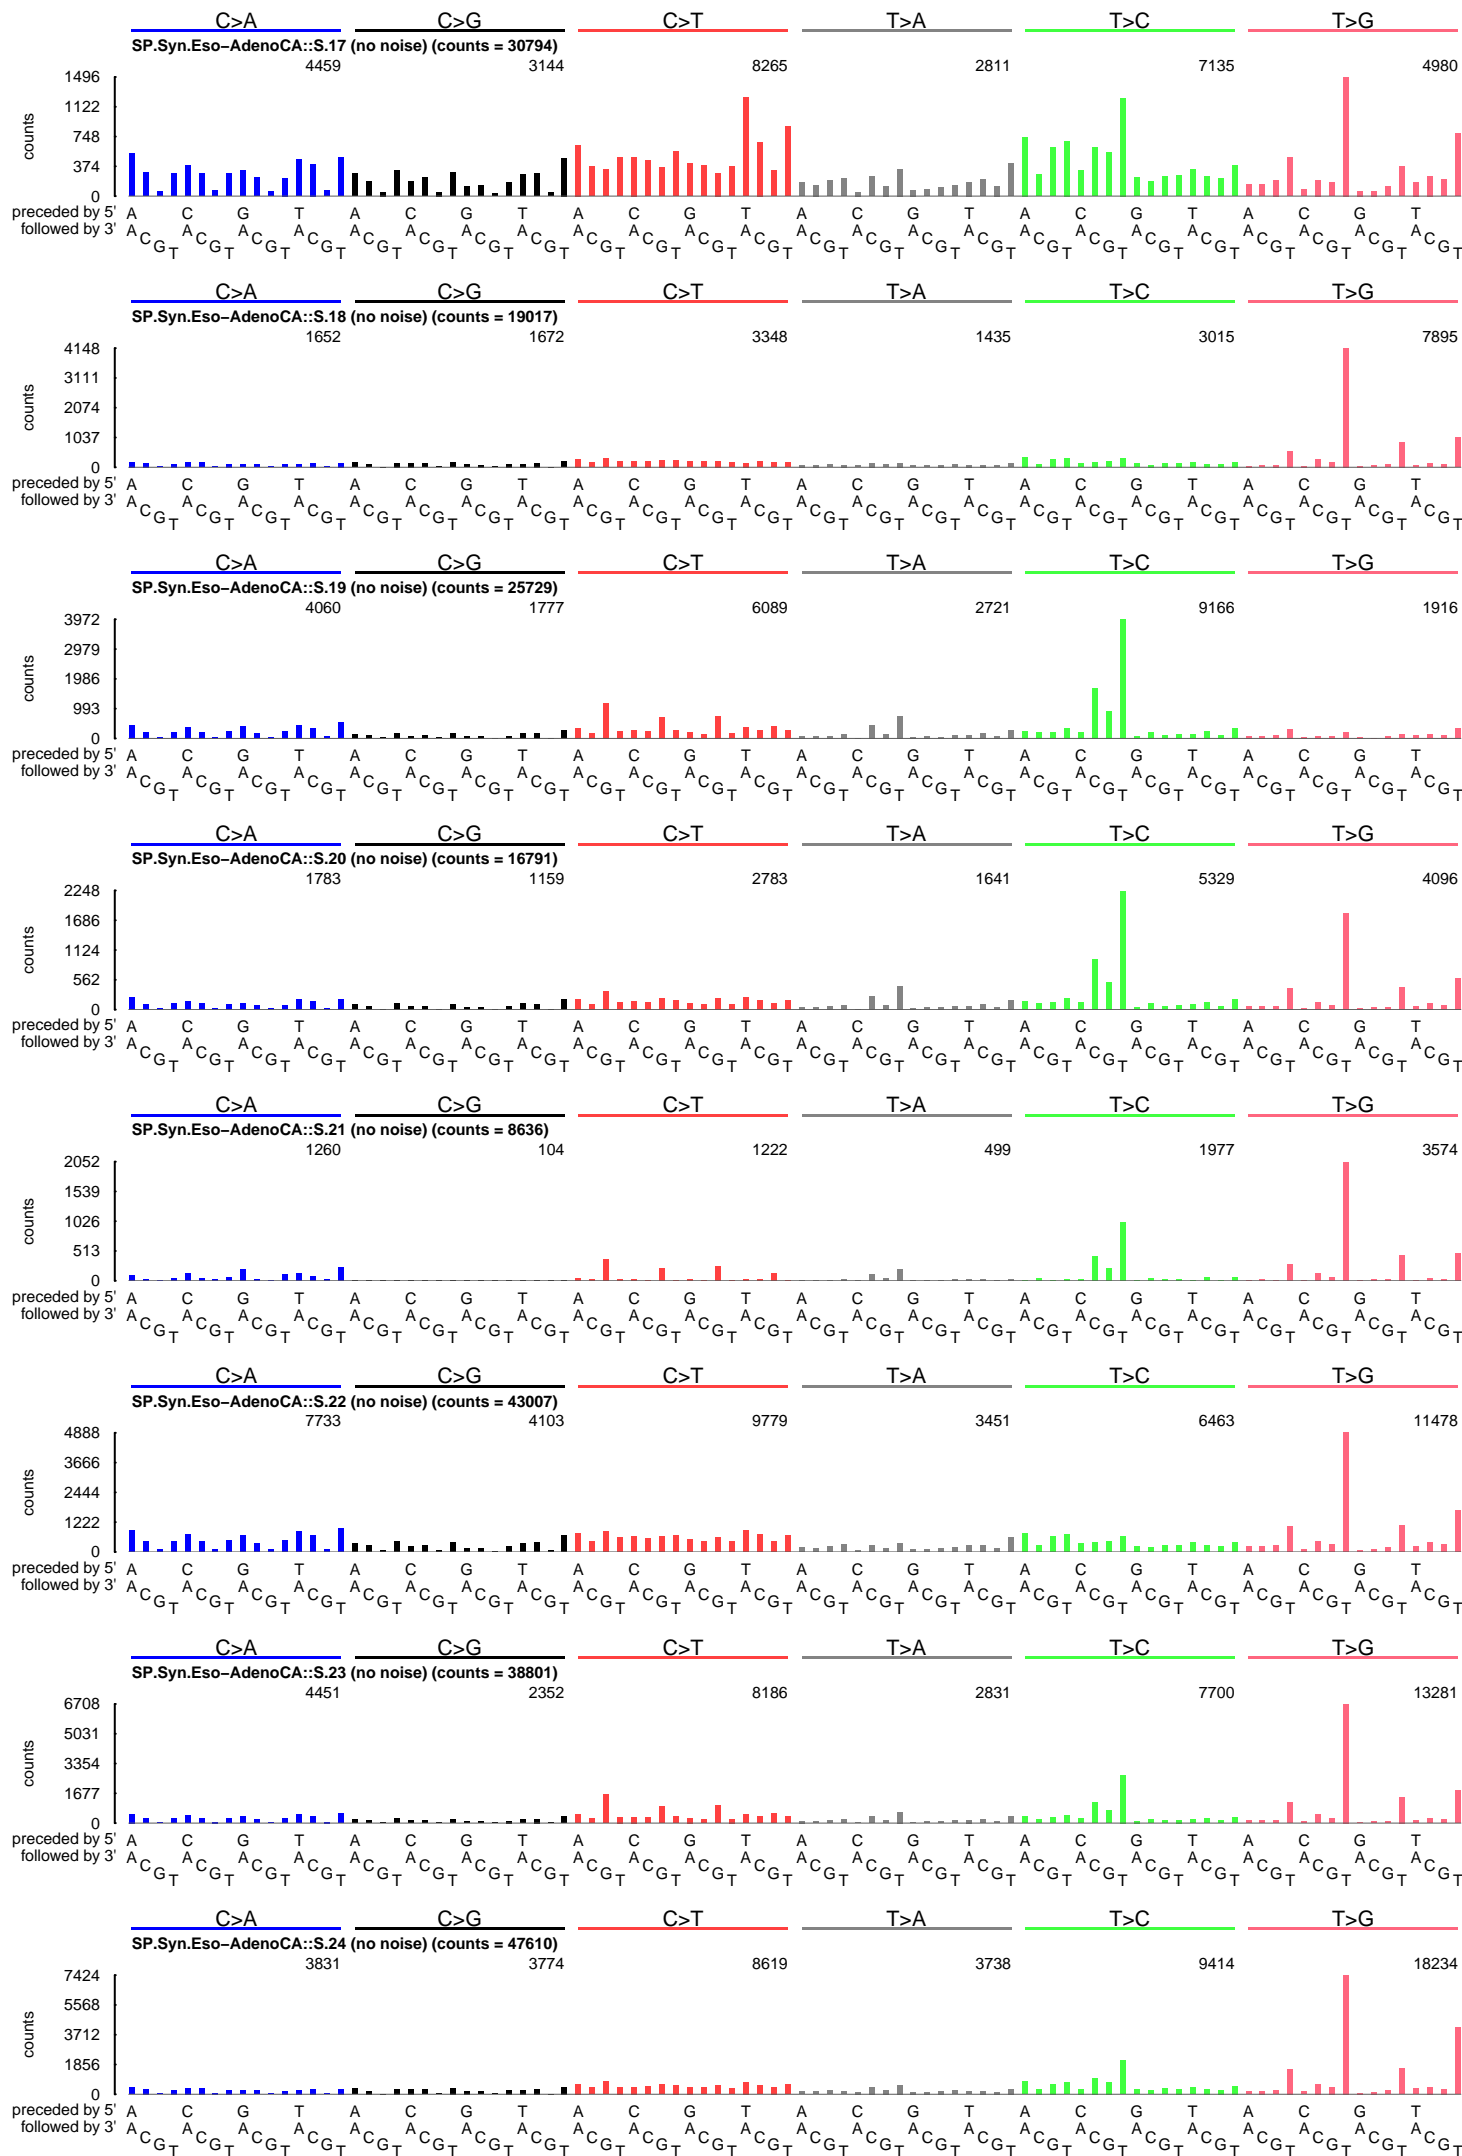 C>A C>G C>T T>A T>C T>G
SP.Syn.Eso−AdenoCA::S.17 (no noise) (counts = 30794)
4459 3144 8265 2811 7135 4980
1496
1122
748
374
0
counts
preceded by 5' A C G T A C G T A C G T A C G T A C G T A C G T
followed by 3' A C G T A C G T A C G T A C G T A C G T A C G T A C G T A C G T A C G T A C G T A C G T A C G T A C G T A C G T A C G T A C G T A C G T A C G T A C G T A C G T A C G T A C G T A C G T A C G T
C>A C>G C>T T>A T>C T>G
SP.Syn.Eso−AdenoCA::S.18 (no noise) (counts = 19017)
1652 1672 3348 1435 3015 7895
4148
3111
2074
1037
0
counts
preceded by 5' A C G T A C G T A C G T A C G T A C G T A C G T
followed by 3' A C G T A C G T A C G T A C G T A C G T A C G T A C G T A C G T A C G T A C G T A C G T A C G T A C G T A C G T A C G T A C G T A C G T A C G T A C G T A C G T A C G T A C G T A C G T A C G T
C>A C>G C>T T>A T>C T>G
SP.Syn.Eso−AdenoCA::S.19 (no noise) (counts = 25729)
4060 1777 6089 2721 9166 1916
3972
2979
1986
993
0
counts
preceded by 5' A C G T A C G T A C G T A C G T A C G T A C G T
followed by 3' A C G T A C G T A C G T A C G T A C G T A C G T A C G T A C G T A C G T A C G T A C G T A C G T A C G T A C G T A C G T A C G T A C G T A C G T A C G T A C G T A C G T A C G T A C G T A C G T
C>A C>G C>T T>A T>C T>G
SP.Syn.Eso−AdenoCA::S.20 (no noise) (counts = 16791)
1783 1159 2783 1641 5329 4096
2248
1686
1124
562
0
counts
preceded by 5' A C G T A C G T A C G T A C G T A C G T A C G T
followed by 3' A C G T A C G T A C G T A C G T A C G T A C G T A C G T A C G T A C G T A C G T A C G T A C G T A C G T A C G T A C G T A C G T A C G T A C G T A C G T A C G T A C G T A C G T A C G T A C G T
C>A C>G C>T T>A T>C T>G
SP.Syn.Eso−AdenoCA::S.21 (no noise) (counts = 8636)
1260 104 1222 499 1977 3574
2052
1539
1026
513
0
counts
preceded by 5' A C G T A C G T A C G T A C G T A C G T A C G T
followed by 3' A C G T A C G T A C G T A C G T A C G T A C G T A C G T A C G T A C G T A C G T A C G T A C G T A C G T A C G T A C G T A C G T A C G T A C G T A C G T A C G T A C G T A C G T A C G T A C G T
C>A C>G C>T T>A T>C T>G
SP.Syn.Eso−AdenoCA::S.22 (no noise) (counts = 43007)
7733 4103 9779 3451 6463 11478
4888
3666
2444
1222
0
counts
preceded by 5' A C G T A C G T A C G T A C G T A C G T A C G T
followed by 3' A C G T A C G T A C G T A C G T A C G T A C G T A C G T A C G T A C G T A C G T A C G T A C G T A C G T A C G T A C G T A C G T A C G T A C G T A C G T A C G T A C G T A C G T A C G T A C G T
C>A C>G C>T T>A T>C T>G
SP.Syn.Eso−AdenoCA::S.23 (no noise) (counts = 38801)
4451 2352 8186 2831 7700 13281
6708
5031
3354
1677
0
counts
preceded by 5' A C G T A C G T A C G T A C G T A C G T A C G T
followed by 3' A C G T A C G T A C G T A C G T A C G T A C G T A C G T A C G T A C G T A C G T A C G T A C G T A C G T A C G T A C G T A C G T A C G T A C G T A C G T A C G T A C G T A C G T A C G T A C G T
C>A C>G C>T T>A T>C T>G
SP.Syn.Eso−AdenoCA::S.24 (no noise) (counts = 47610)
3831 3774 8619 3738 9414 18234
7424
5568
3712
1856
0
counts
preceded by 5' A C G T A C G T A C G T A C G T A C G T A C G T
followed by 3' A C G T A C G T A C G T A C G T A C G T A C G T A C G T A C G T A C G T A C G T A C G T A C G T A C G T A C G T A C G T A C G T A C G T A C G T A C G T A C G T A C G T A C G T A C G T A C G T